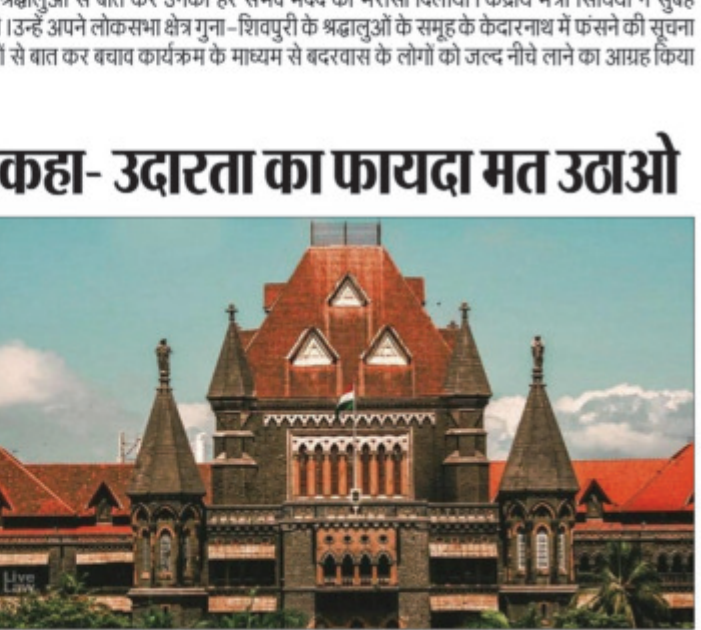 श्रद्धालुओं से बात कर उनको हर संभव मदद का भरोसा दिलाया। केंद्रीय मंत्री सिंधिया ने सुबह
। उन्हें अपने लोकसभा क्षेत्र गुना-शिवपुरी के श्रद्धालुओं के समूह के केदारनाथ में फंसने की सूचना
से बात कर बचाव कार्यक्रम के माध्यम से बदरवास के लोगों को जल्द नीचे लाने का आग्रह किया
कहा- उदारता का फायदा मत उठाओ
Live
Law